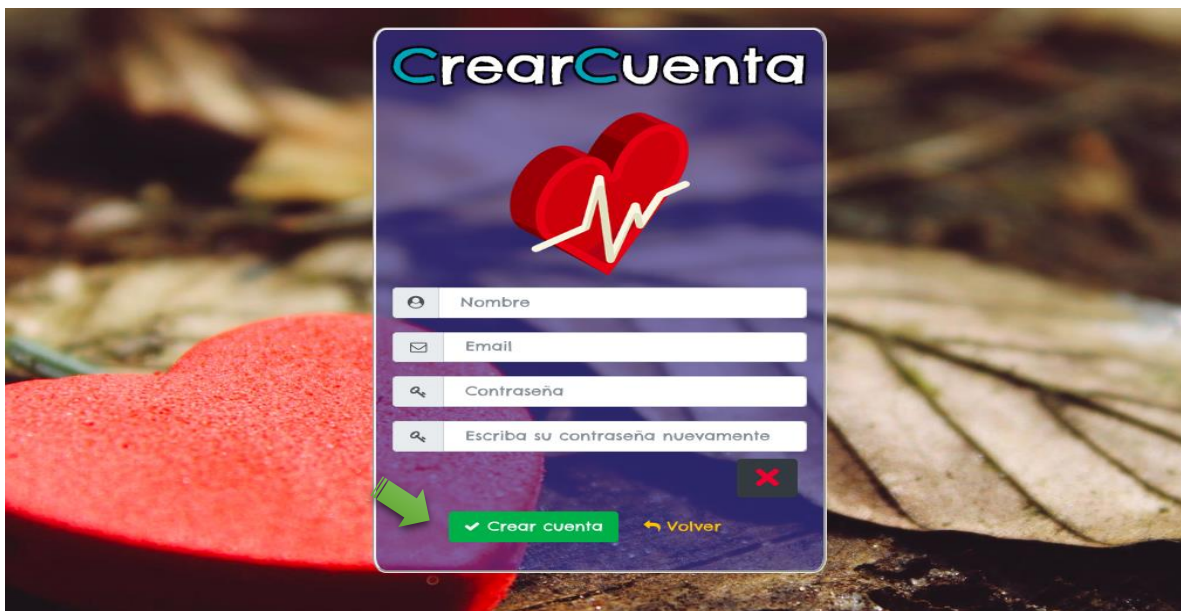 CrearCuenta
Nombre
Email
Contraseña
Escriba su contraseña nuevamente
Crear cuenta
Volver